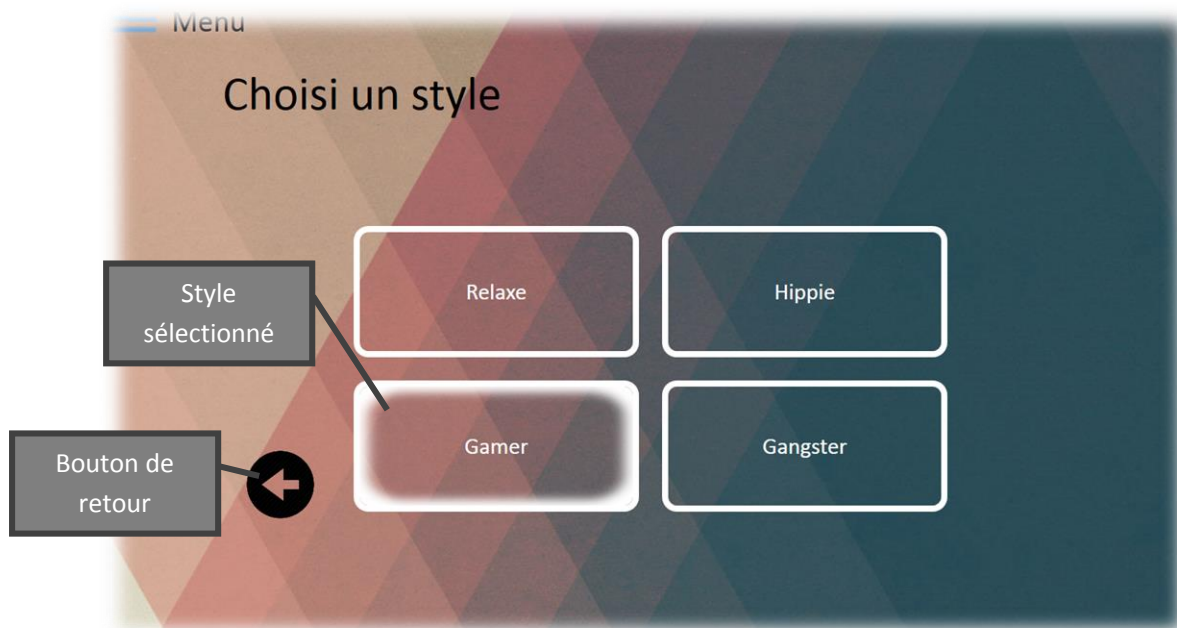 Menu
Choisi un style
Relaxe
Hippie
Style
sélectionné
Gamer
Gangster
Bouton de
retour